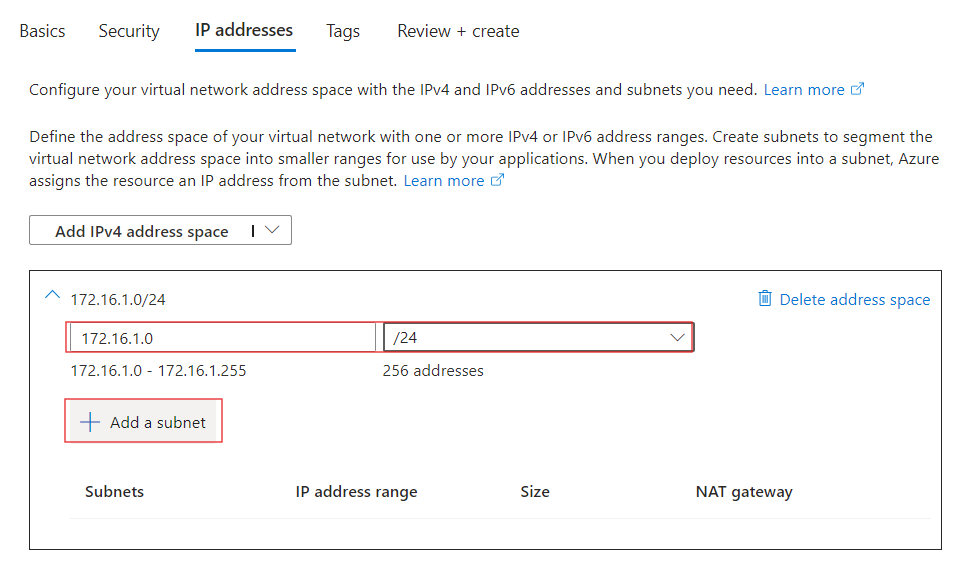 Basics Security IP addresses Tags Review + create
Configure your virtual network address space with the IPv4 and IPv6 addresses and subnets you need. Learn more
Define the address space of your virtual network with one or more IPv4 or IPv6 address ranges. Create subnets to segment the
virtual network address space into smaller ranges for use by your applications. When you deploy resources into a subnet, Azure
assigns the resource an IP address from the subnet. Learn more
Add IPv4 address space
172.16.1.0/24 Delete address space
172.16.1.0 /24
172.16.1.0 - 172.16.1.255 256 addresses
Add a subnet
Subnets IP address range Size NAT gateway